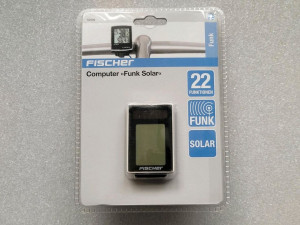 Funk
FISCHER
Computer «Funk Solar»
22
FUNKTIONEN
FUNK
SOLAR
FISCHER